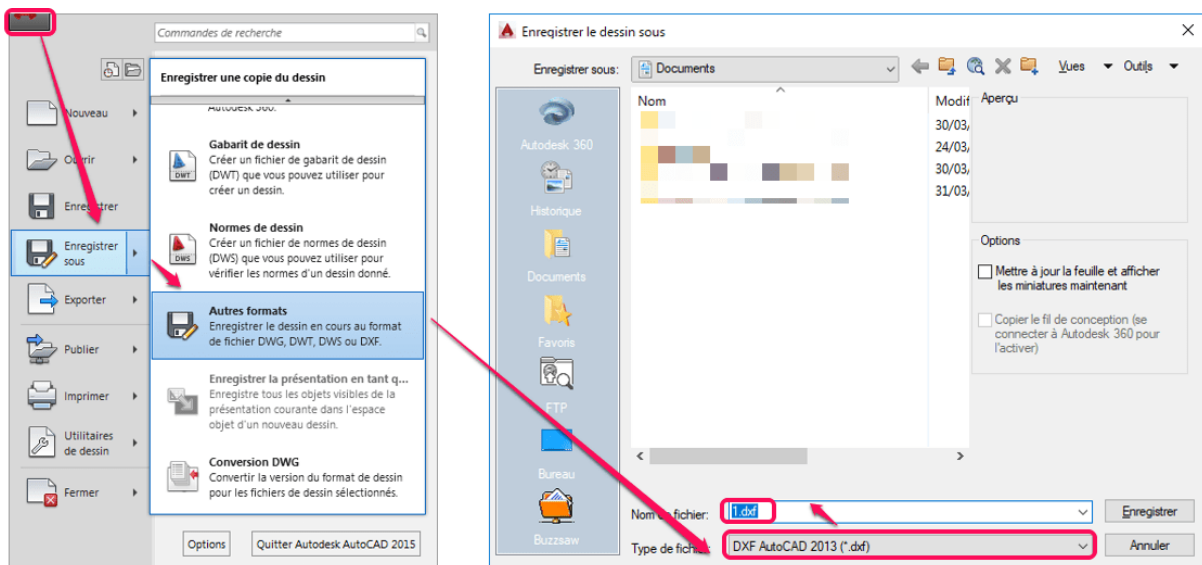 Commandes de recherche
Enregistrer une copie du dessin
Autodesk 360.
Nouveau
Ouvrir
Enregistrer
Enregistrer
sous
Exporter
Publier
Imprimer
Utilitaires
de dessin
Fermer
Gabarit de dessin
Créer un fichier de gabarit de dessin
(DWT) que vous pouvez utiliser pour
créer un dessin.
DWT
Normes de dessin
Créer un fichier de normes de dessin
(DWS) que vous pouvez utiliser pour
vérifier les normes d'un dessin donné.
DWS
Autres formats
Enregistrer le dessin en cours au format
de fichier DWG, DWT, DWS ou DXF.
Enregistrer la présentation en tant q...
Enregistre tous les objets visibles de la
présentation courante dans l'espace
objet d'un nouveau dessin.
Conversion DWG
Convertir la version du format de dessin
pour les fichiers de dessin sélectionnés.
Options
Quitter Autodesk AutoCAD 2015
Enregistrer le dessin sous
Enregistrer sous:
Documents
Vues
Outils
Autodesk 360
Historique
Documents
Favoris
FTP
Bureau
Buzzsaw
Nom
Modif
30/03,
24/03,
30/03,
31/03,
Aperçu
Options
Mettre à jour la feuille et afficher
les miniatures maintenant
Copier le fil de conception (se
connecter à Autodesk 360 pour
l'activer)
Nom de fichier:
1.dxf
Enregistrer
Type de fichier:
DXF AutoCAD 2013 (*.dxf)
Annuler